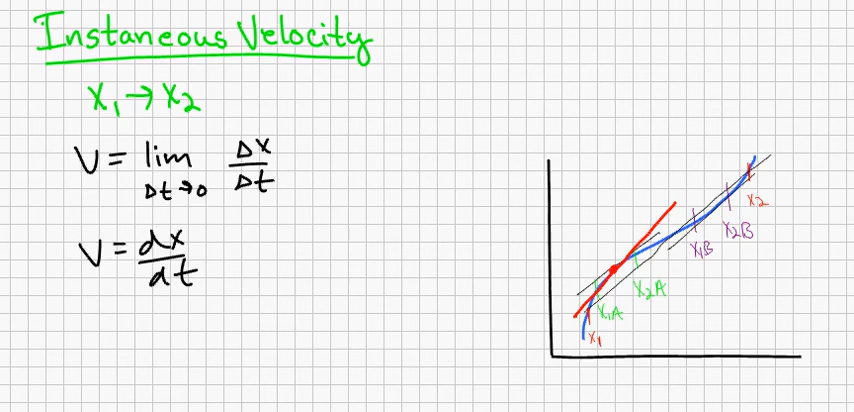 Instaneous Velocity
X₁ → X₂
V = lim Δt→0 Δx/Δt
V = dx/dt
X₂
X₂B
X₁B
X₂A
X₁A
X₁